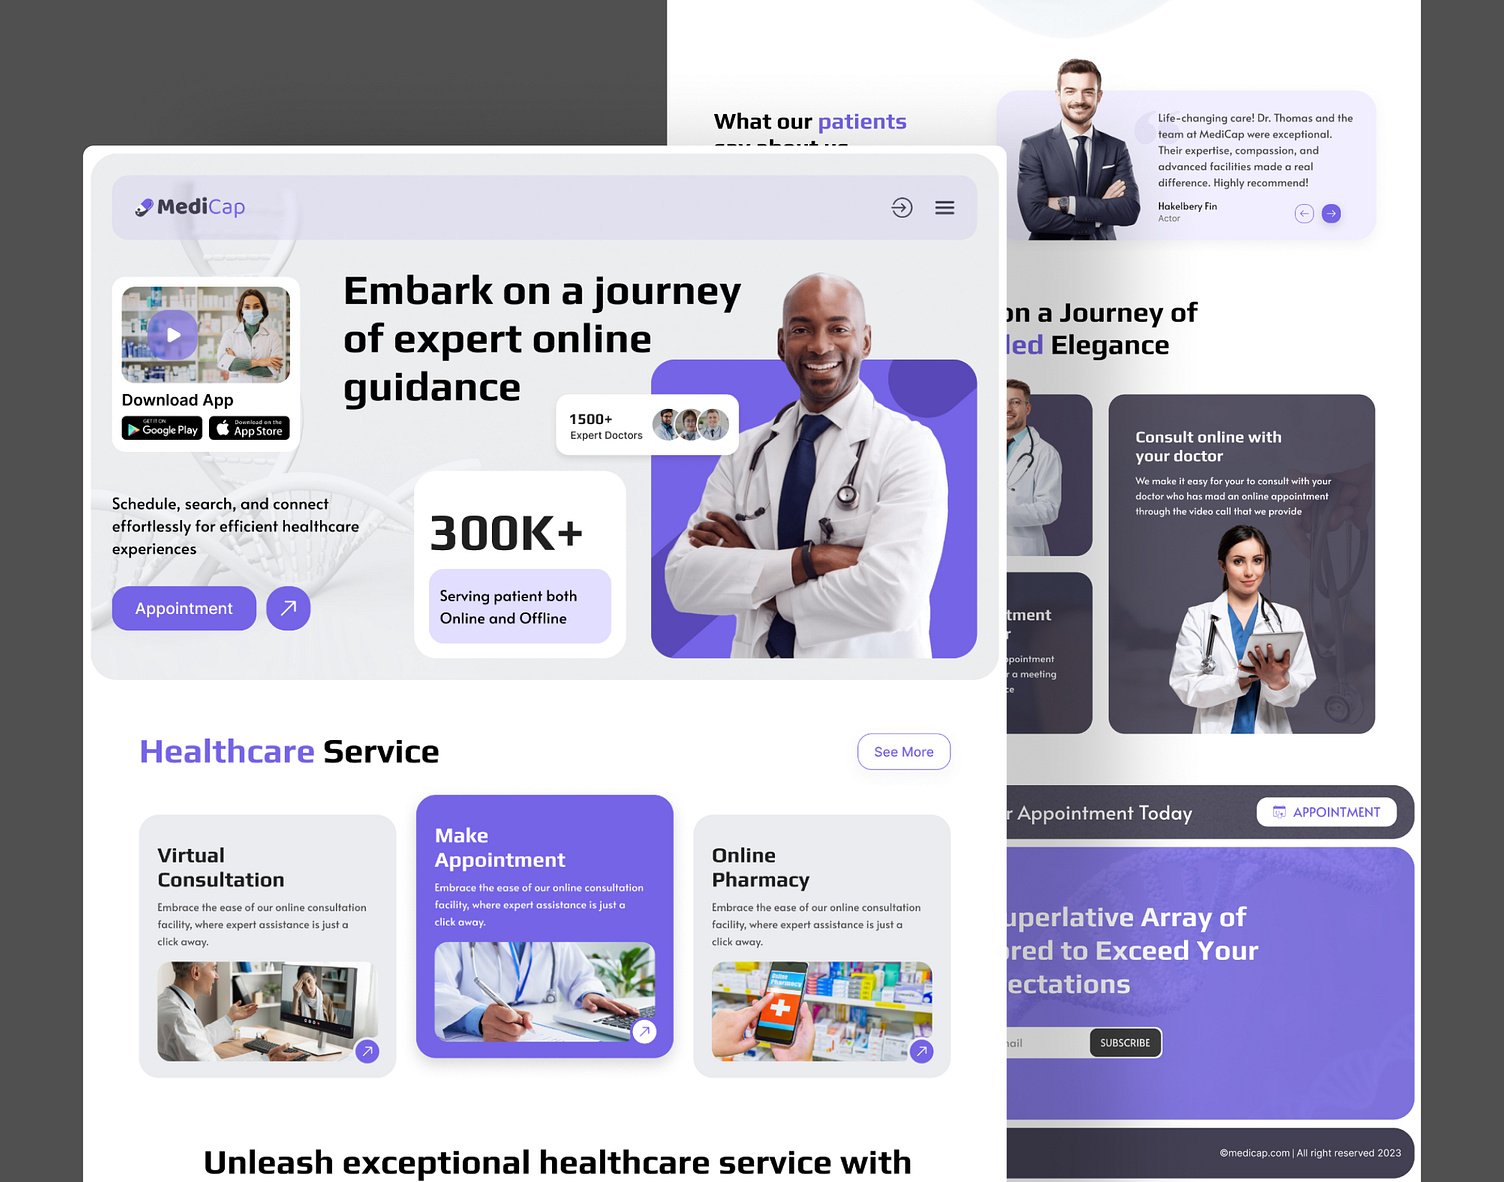 What our patients
say about us
Life-changing care! Dr. Thomas and the
team at MediCap were exceptional.
Their expertise, compassion, and
advanced facilities made a real
difference. Highly recommend!
Hakelbery Fin
Actor
MediCap
Embark on a journey
of expert online
guidance
Download App
GET IT ON
Google Play
Download on the
App Store
1500+
Expert Doctors
Schedule, search, and connect
effortlessly for efficient healthcare
experiences
Appointment
300K+
Serving patient both
Online and Offline
Healthcare Service
See More
Virtual
Consultation
Embrace the ease of our online consultation
facility, where expert assistance is just a
click away.
Make
Appointment
Embrace the ease of our online consultation
facility, where expert assistance is just a
click away.
Online
Pharmacy
Embrace the ease of our online consultation
facility, where expert assistance is just a
click away.
Online
Pharmacy
Unleash exceptional healthcare service with
on a Journey of
led Elegance
Consult online with
your doctor
We make it easy for your to consult with your
doctor who has mad an online appointment
through the video call that we provide
tment
r
ppointment
r a meeting
ce
r Appointment Today
APPOINTMENT
uperlative Array of
ored to Exceed Your
ectations
nail
SUBSCRIBE
©medicap.com | All right reserved 2023